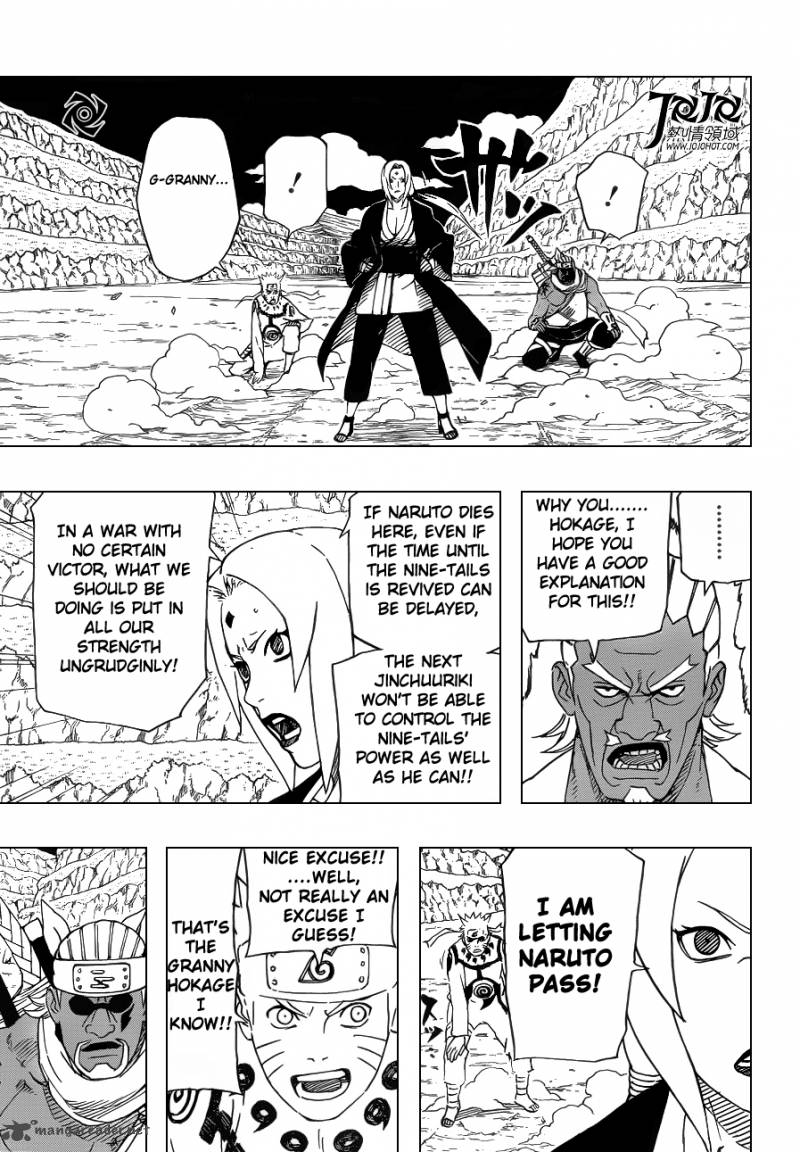 JOJO
熱情領域
WWW.JOJOHOT.COM
!
ザッ
!
G-GRANNY...
.........
WHY YOU.......
HOKAGE, I
HOPE YOU
HAVE A GOOD
EXPLANATION
FOR THIS!!
IF NARUTO DIES
HERE, EVEN IF
THE TIME UNTIL
THE NINE-TAILS
IS REVIVED CAN
BE DELAYED,
THE NEXT
JINCHUURIKI
WON'T BE ABLE
TO CONTROL THE
NINE-TAILS'
POWER AS WELL
AS HE CAN!!
IN A WAR WITH
NO CERTAIN
VICTOR, WHAT WE
SHOULD BE
DOING IS PUT IN
ALL OUR
STRENGTH
UNGRUDGINLY!
I AM
LETTING
NARUTO
PASS!
NICE EXCUSE!!
....WELL,
NOT REALLY AN
EXCUSE I
GUESS!
THAT'S
THE
GRANNY
HOKAGE I
KNOW!!
mangareader.net